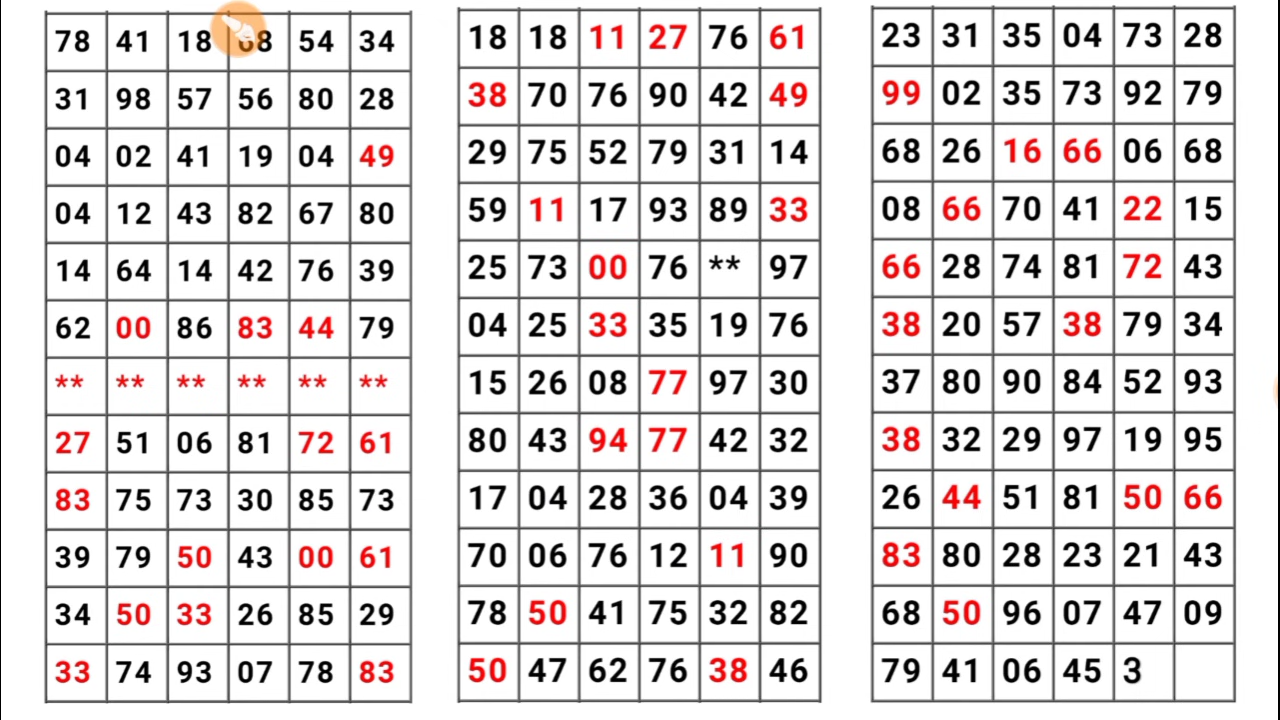 78 41 18 68 54 34
31 98 57 56 80 28
04 02 41 19 04 49
04 12 43 82 67 80
14 64 14 42 76 39
62 00 86 83 44 79
** ** ** ** ** **
27 51 06 81 72 61
83 75 73 30 85 73
39 79 50 43 00 61
34 50 33 26 85 29
33 74 93 07 78 83
18 18 11 27 76 61
38 70 76 90 42 49
29 75 52 79 31 14
59 11 17 93 89 33
25 73 00 76 ** 97
04 25 33 35 19 76
15 26 08 77 97 30
80 43 94 77 42 32
17 04 28 36 04 39
70 06 76 12 11 90
78 50 41 75 32 82
50 47 62 76 38 46
23 31 35 04 73 28
99 02 35 73 92 79
68 26 16 66 06 68
08 66 70 41 22 15
66 28 74 81 72 43
38 20 57 38 79 34
37 80 90 84 52 93
38 32 29 97 19 95
26 44 51 81 50 66
83 80 28 23 21 43
68 50 96 07 47 09
79 41 06 45 3